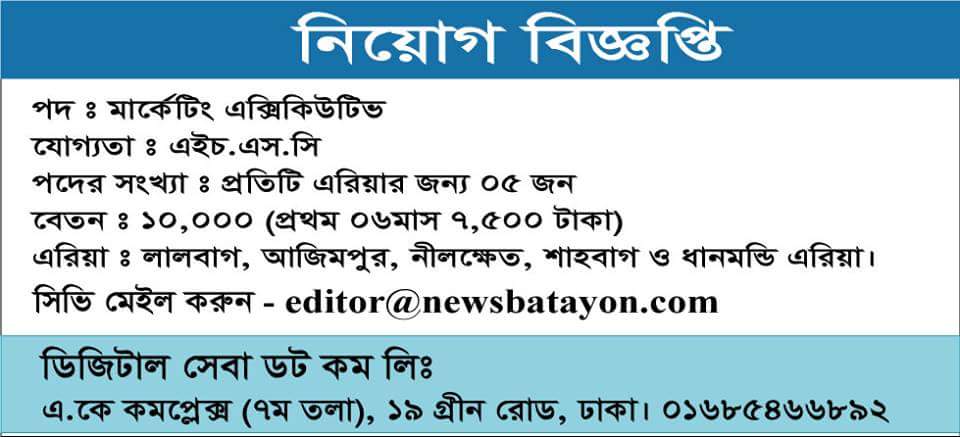 নিয়োগ বিজ্ঞপ্তি
পদ ঃ মার্কেটিং এক্সিকিউটিভ
যোগ্যতা ঃ এইচ.এস.সি
পদের সংখ্যা ঃ প্রতিটি এরিয়ার জন্য ০৫ জন
বেতন ঃ ১০,০০০ (প্রথম ০৬মাস ৭,৫০০ টাকা)
এরিয়া ঃ লালবাগ, আজিমপুর, নীলক্ষেত, শাহবাগ ও ধানমন্ডি এরিয়া।
সিভি মেইল করুন - editor@newsbatayon.com
ডিজিটাল সেবা ডট কম লিঃ
এ.কে কমপ্লেক্স (৭ম তলা), ১৯ গ্রীন রোড, ঢাকা। ০১৬৮৫৪৬৬৮৯২